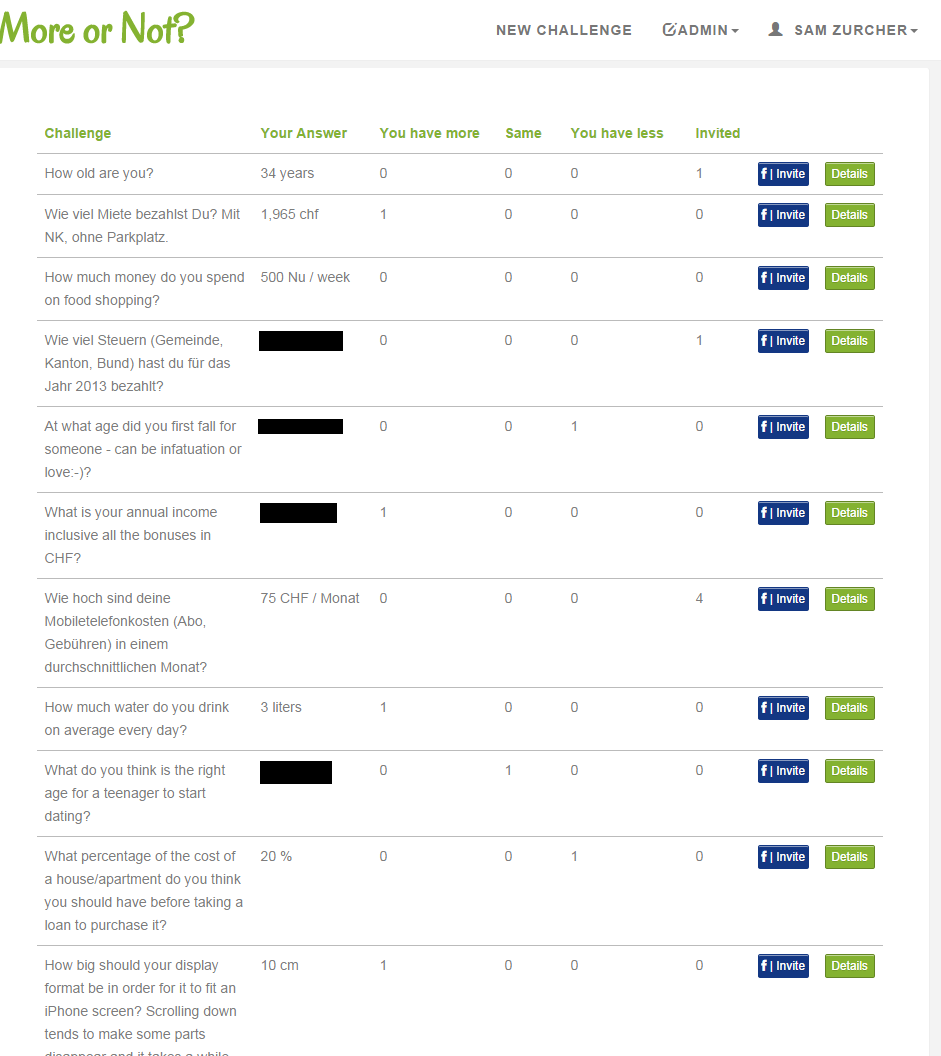 More or Not?
NEW CHALLENGE ADMIN SAM ZURCHER
Challenge Your Answer You have more Same You have less Invited
How old are you? 34 years 0 0 0 1 f | Invite Details
Wie viel Miete bezahlst Du? Mit 1,965 chf 1 0 0 0 f | Invite Details
NK, ohne Parkplatz.
How much money do you spend 500 Nu / week 0 0 0 0 f | Invite Details
on food shopping?
Wie viel Steuern (Gemeinde, 0 0 0 1 f | Invite Details
Kanton, Bund) hast du für das
Jahr 2013 bezahlt?
At what age did you first fall for 0 0 1 0 f | Invite Details
someone - can be infatuation or
love:-)?
What is your annual income 1 0 0 0 f | Invite Details
inclusive all the bonuses in
CHF?
Wie hoch sind deine 75 CHF / Monat 0 0 0 4 f | Invite Details
Mobiletelefonkosten (Abo,
Gebühren) in einem
durchschnittlichen Monat?
How much water do you drink 3 liters 1 0 0 0 f | Invite Details
on average every day?
What do you think is the right 0 1 0 0 f | Invite Details
age for a teenager to start
dating?
What percentage of the cost of 20 % 0 0 1 0 f | Invite Details
a house/apartment do you think
you should have before taking a
loan to purchase it?
How big should your display 10 cm 1 0 0 0 f | Invite Details
format be in order for it to fit an
iPhone screen? Scrolling down
tends to make some parts
disappear and it takes a while